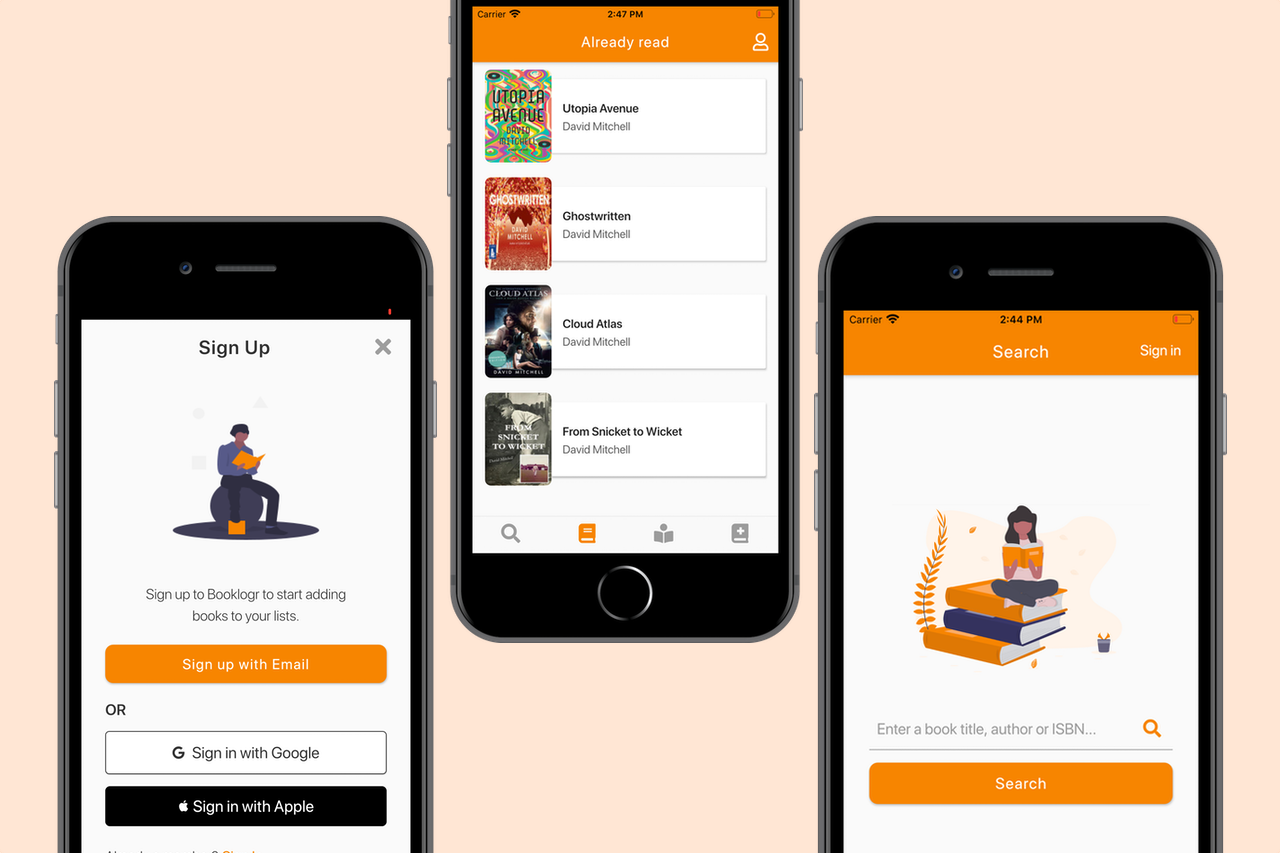 Sign Up
Sign up to Booklogr to start adding
books to your lists.
Sign up with Email
OR
Sign in with Google
Sign in with Apple
Carrier
2:47 PM
Already read
UTOPIA
AVENUE
DAVID
MITCHELL
Utopia Avenue
David Mitchell
GHOSTWRITTEN
DAVID
MITCHELL
Ghostwritten
David Mitchell
CLOUD ATLAS
DAVID MITCHELL
Cloud Atlas
David Mitchell
FROM
SNICKET
TO WICKET
David Mitchell
From Snicket to Wicket
David Mitchell
Carrier
2:44 PM
Search
Sign in
Enter a book title, author or ISBN...
Search